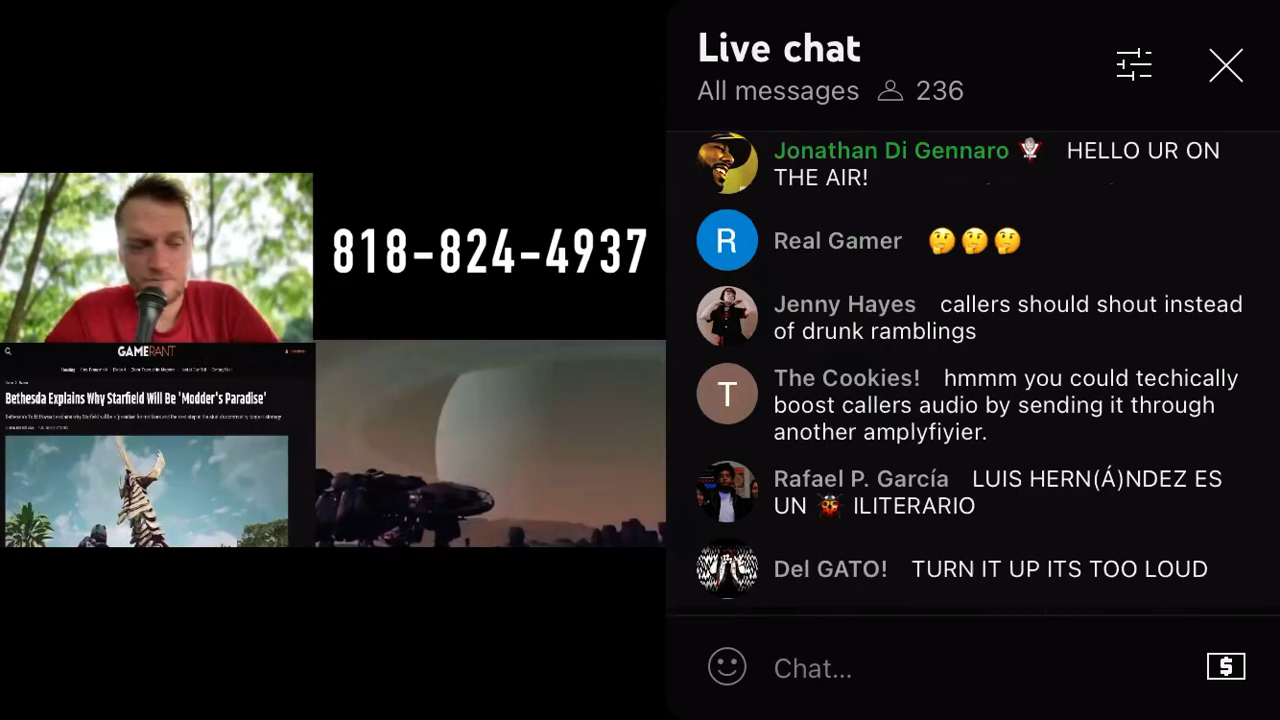 Live chat
All messages 236
Jonathan Di Gennaro HELLO UR ON
THE AIR!
R
Real Gamer 🤔🤔🤔
Jenny Hayes callers should shout instead
of drunk ramblings
T
The Cookies! hmmm you could techically
boost callers audio by sending it through
another amplyfiyier.
Rafael P. García LUIS HERN(Á)NDEZ ES
UN 🐞 ILITERARIO
Del GATO! TURN IT UP ITS TOO LOUD
Chat...
818-824-4937
GAMERANT
Bethesda Explains Why Starfield Will Be 'Modder's Paradise'